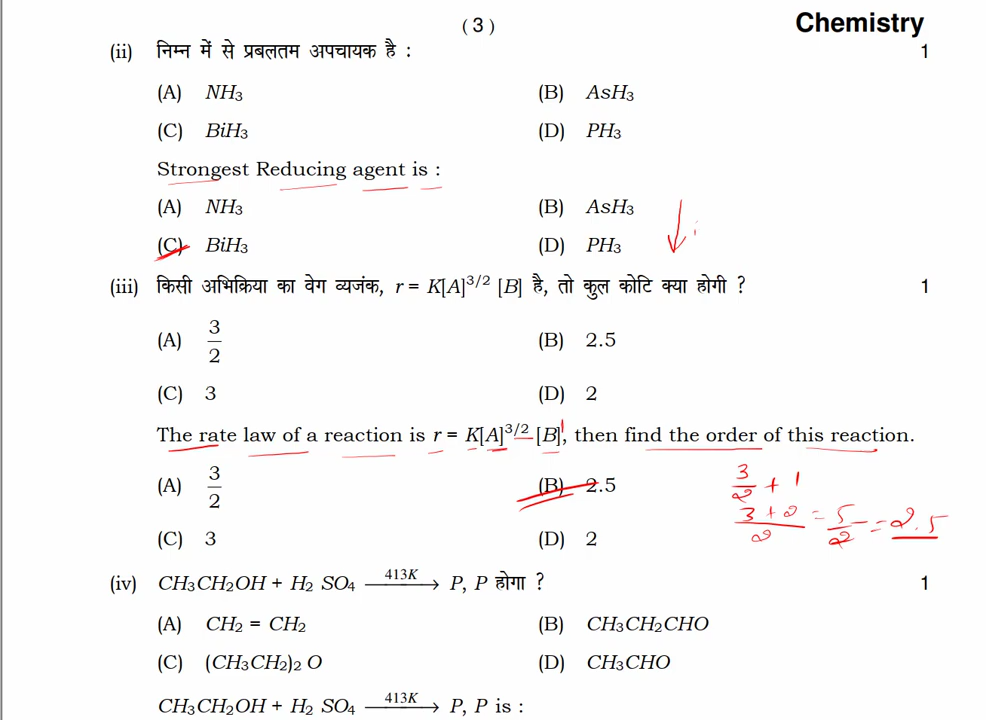 ( 3 ) Chemistry
(ii) निम्न में से प्रबलतम अपचायक है : 1
(A) NH₃ (B) AsH₃
(C) BiH₃ (D) PH₃
Strongest Reducing agent is :
(A) NH₃ (B) AsH₃
(C) BiH₃ (D) PH₃
(iii) किसी अभिक्रिया का वेग व्यजंक, r = K[A]^3/2 [B] है, तो कुल कोटि क्या होगी ? 1
(A) 3/2 (B) 2.5
(C) 3 (D) 2
The rate law of a reaction is r = K[A]^3/2 [B]^1, then find the order of this reaction.
(A) 3/2 (B) 2.5 3/2 + 1
3+2/2 = 5/2 = 2.5
(C) 3 (D) 2
(iv) CH₃CH₂OH + H₂ SO₄ —413K→ P, P होगा ? 1
(A) CH₂ = CH₂ (B) CH₃CH₂CHO
(C) (CH₃CH₂)₂ O (D) CH₃CHO
CH₃CH₂OH + H₂ SO₄ —413K→ P, P is :